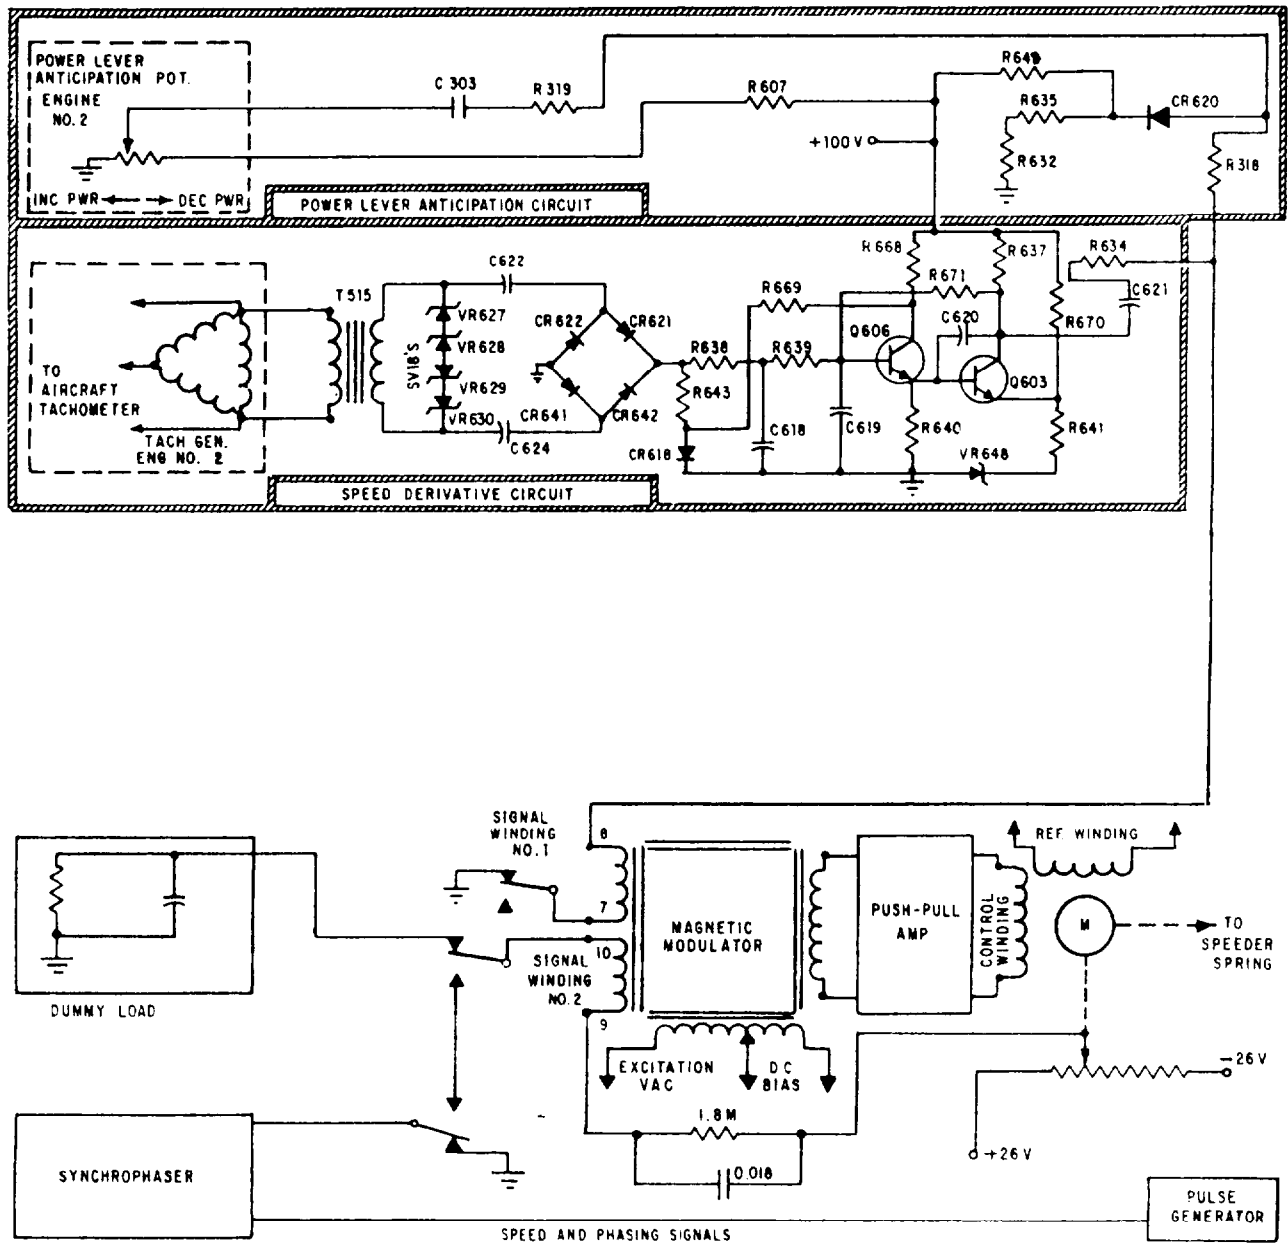 POWER LEVER
ANTICIPATION POT.
ENGINE
NO. 2
INC PWR DEC PWR
C 303
R 319
R 607
+100 V
R 649
R 635
R 632
CR 620
R 318
POWER LEVER ANTICIPATION CIRCUIT
TO
AIRCRAFT
TACHOMETER
TACH GEN.
ENG NO. 2
T 515
5V18'S
VR627
VR628
VR629
VR630
C622
C624
CR622
CR621
CR641
CR642
R638
R643
CR618
R669
R639
C618
C619
R668
R671
R637
C620
Q606
Q603
R640
VR648
R634
C621
R670
R641
SPEED DERIVATIVE CIRCUIT
SIGNAL
WINDING
NO. 1
8
7
10
9
SIGNAL
WINDING
NO. 2
MAGNETIC
MODULATOR
PUSH-PULL
AMP
CONTROL
WINDING
REF WINDING
M
TO
SPEEDER
SPRING
DUMMY LOAD
EXCITATION
VAC
DC
BIAS
-26 V
+26 V
1.8M
0.018
SYNCHROPHASER
PULSE
GENERATOR
SPEED AND PHASING SIGNALS